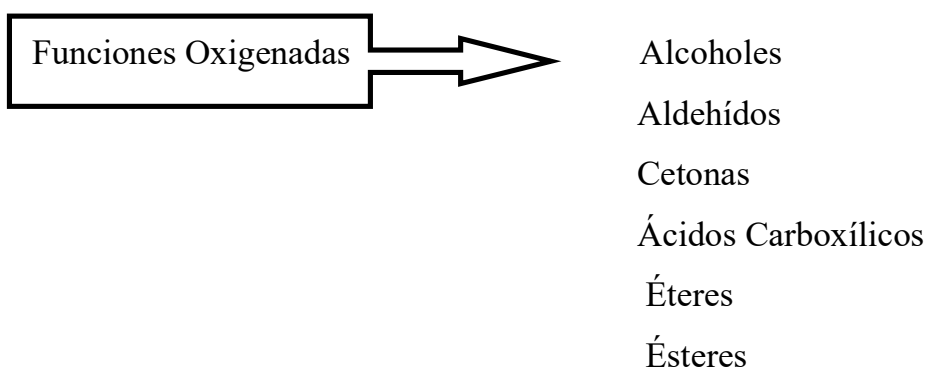 Funciones Oxigenadas
Alcoholes
Aldehídos
Cetonas
Ácidos Carboxílicos
Éteres
Ésteres